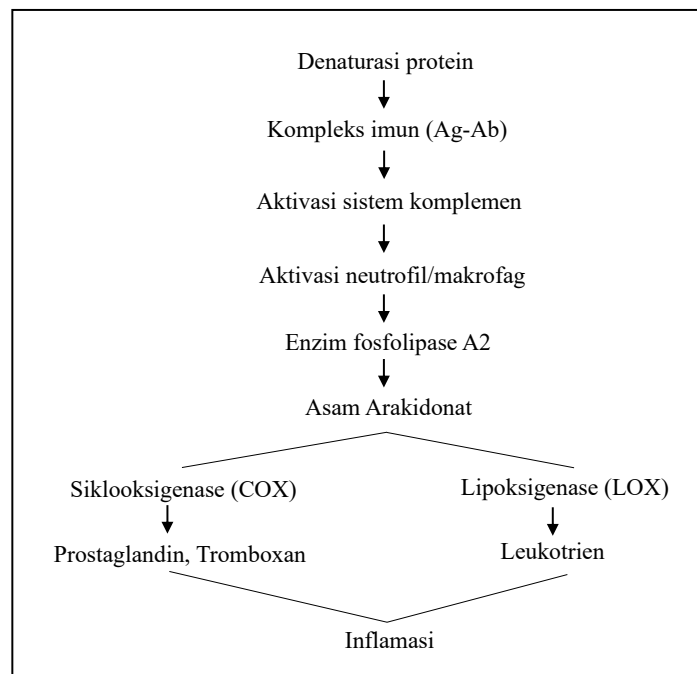 Denaturasi protein
Kompleks imun (Ag-Ab)
Aktivasi sistem komplemen
Aktivasi neutrofil/makrofag
Enzim fosfolipase A2
Asam Arakidonat
Siklooksigenase (COX)
Lipoksigenase (LOX)
Prostaglandin, Tromboxan
Leukotrien
Inflamasi